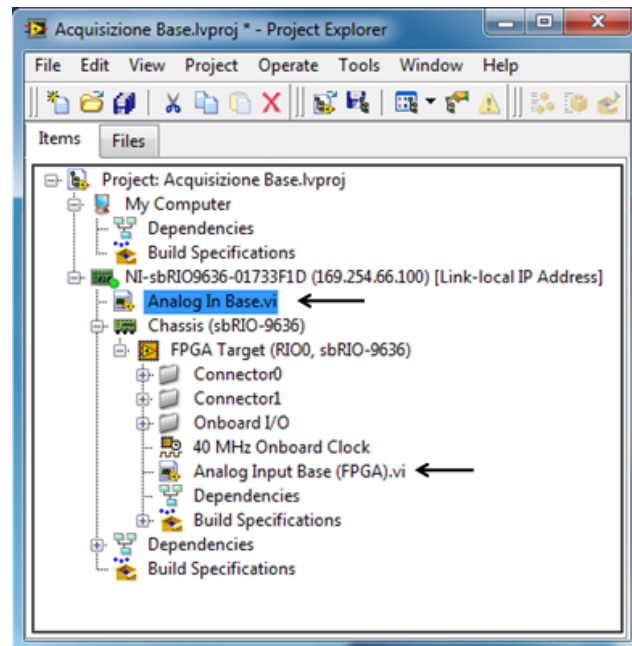 Acquisizione Base.lvproj * - Project Explorer
File Edit View Project Operate Tools Window Help
Items Files
Project: Acquisizione Base.lvproj
My Computer
Dependencies
Build Specifications
NI-sbRIO9636-01733F1D (169.254.66.100) [Link-local IP Address]
Analog In Base.vi
Chassis (sbRIO-9636)
FPGA Target (RIO0, sbRIO-9636)
Connector0
Connector1
Onboard I/O
40 MHz Onboard Clock
Analog Input Base (FPGA).vi
Dependencies
Build Specifications
Dependencies
Build Specifications